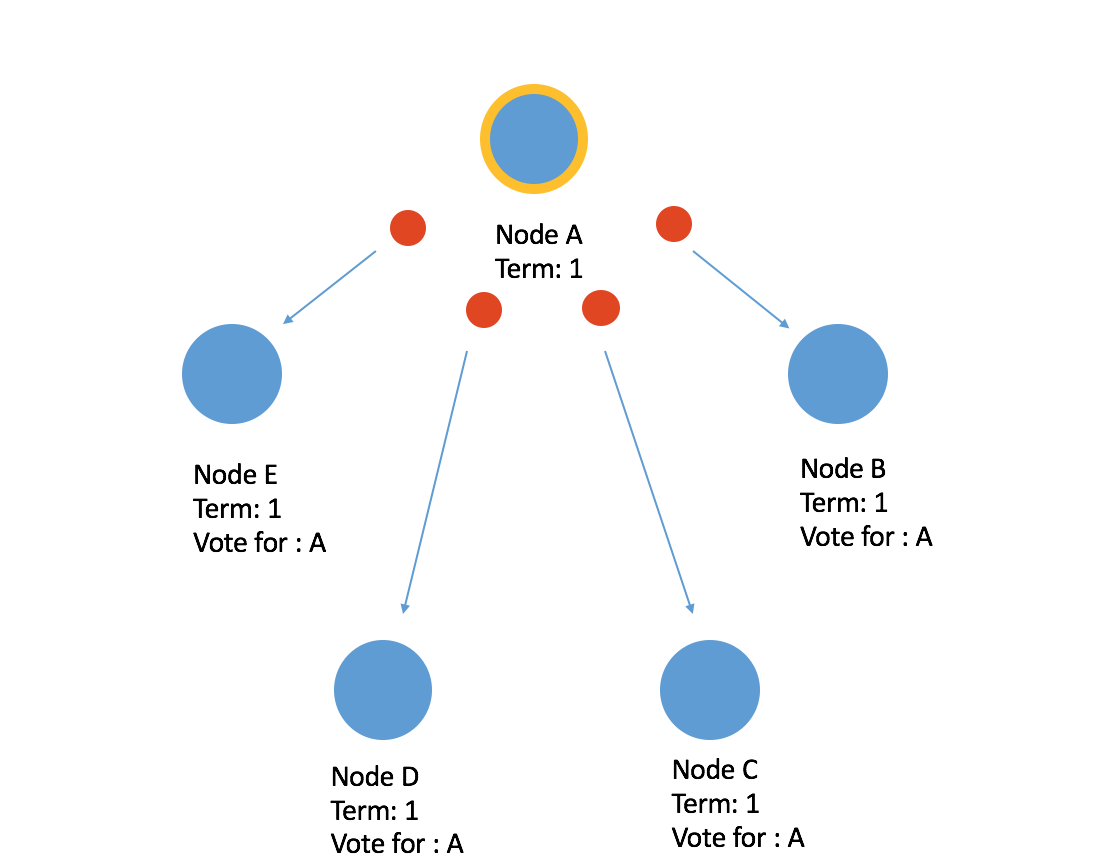 Node A
Term: 1
Node E
Term: 1
Vote for : A
Node B
Term: 1
Vote for : A
Node D
Term: 1
Vote for : A
Node C
Term: 1
Vote for : A